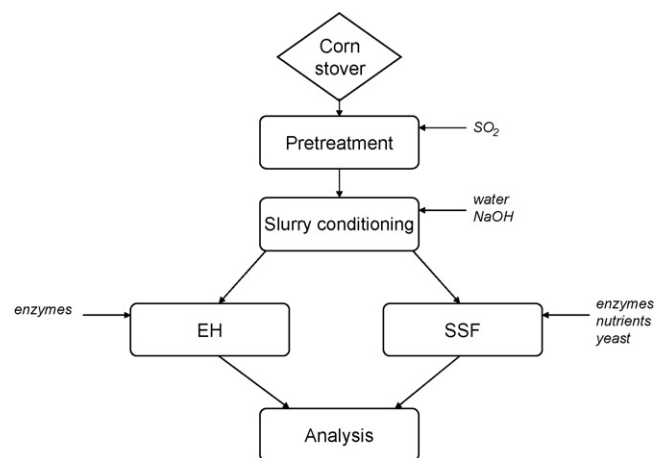 Corn
stover
SO₂
Pretreatment
water
NaOH
Slurry conditioning
enzymes
EH
SSF
enzymes
nutrients
yeast
Analysis